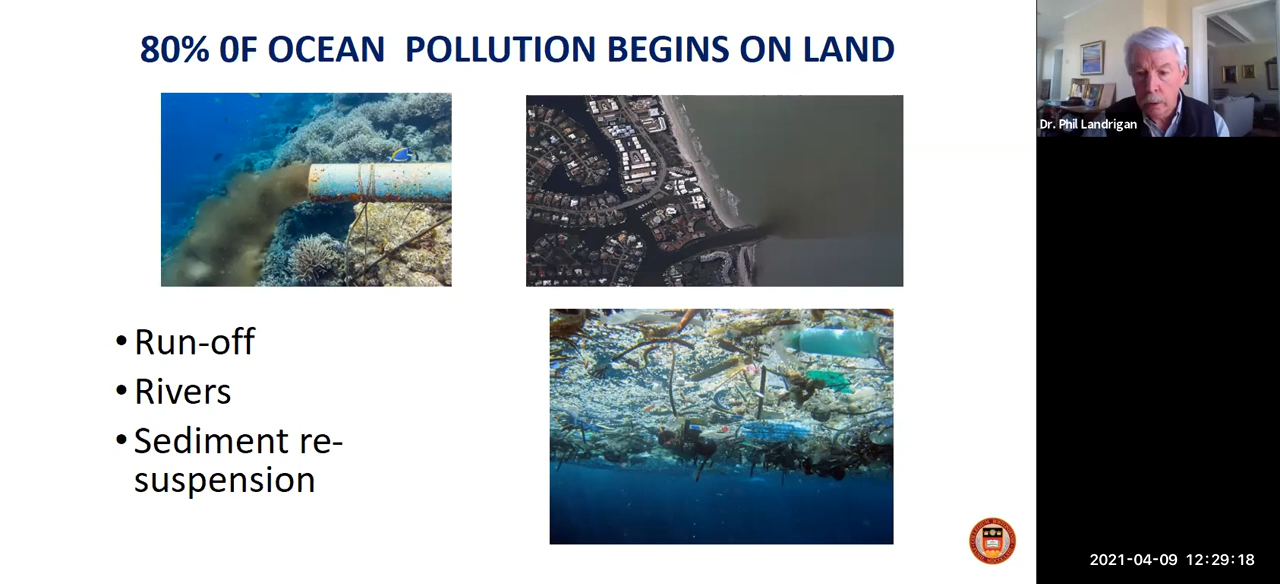 80% 0F OCEAN  POLLUTION BEGINS ON LAND
Dr. Phil Landrigan
• Run-off
• Rivers
• Sediment re-
suspension
2021-04-09 12:29:18